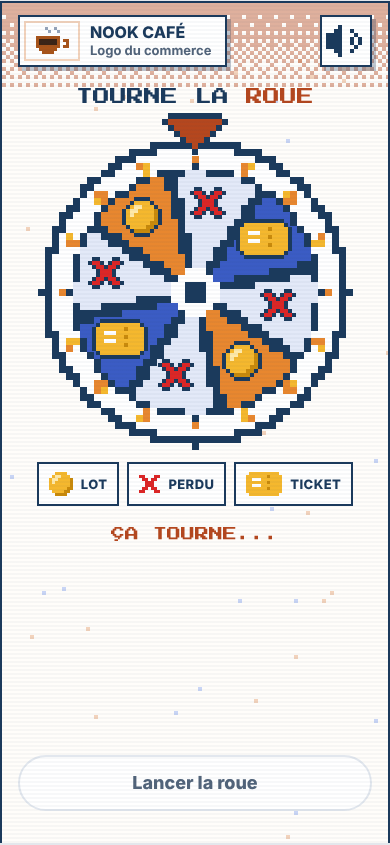 NOOK CAFÉ
Logo du commerce
TOURNE LA ROUE
LOT
PERDU
TICKET
ÇA TOURNE...
Lancer la roue